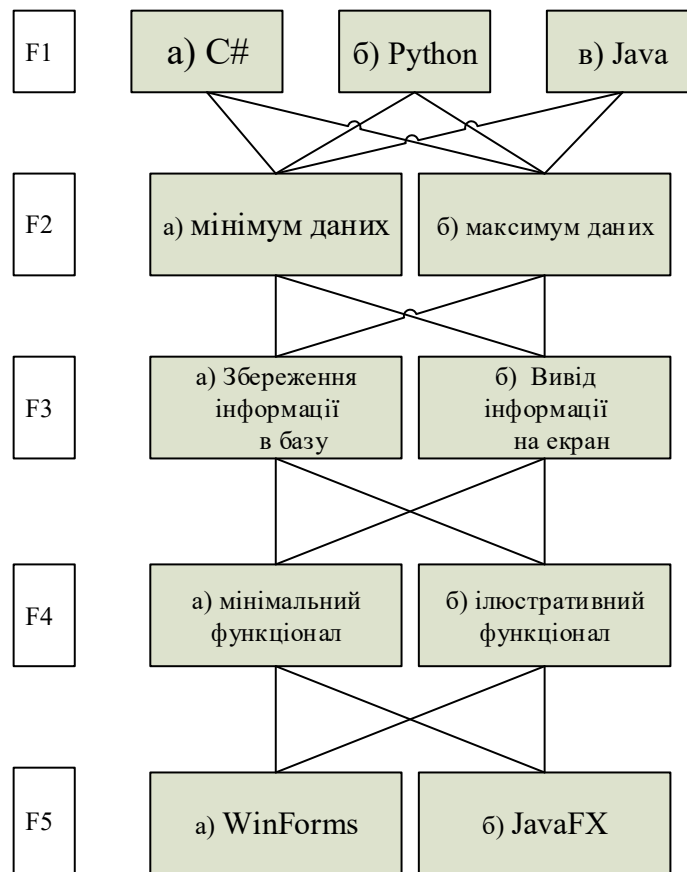 F1
а) C#
б) Python
в) Java
F2
а) мінімум даних
б) максимум даних
F3
а) Збереження
інформації
в базу
б) Вивід
інформації
на екран
F4
а) мінімальний
функціонал
б) ілюстративний
функціонал
F5
а) WinForms
б) JavaFX